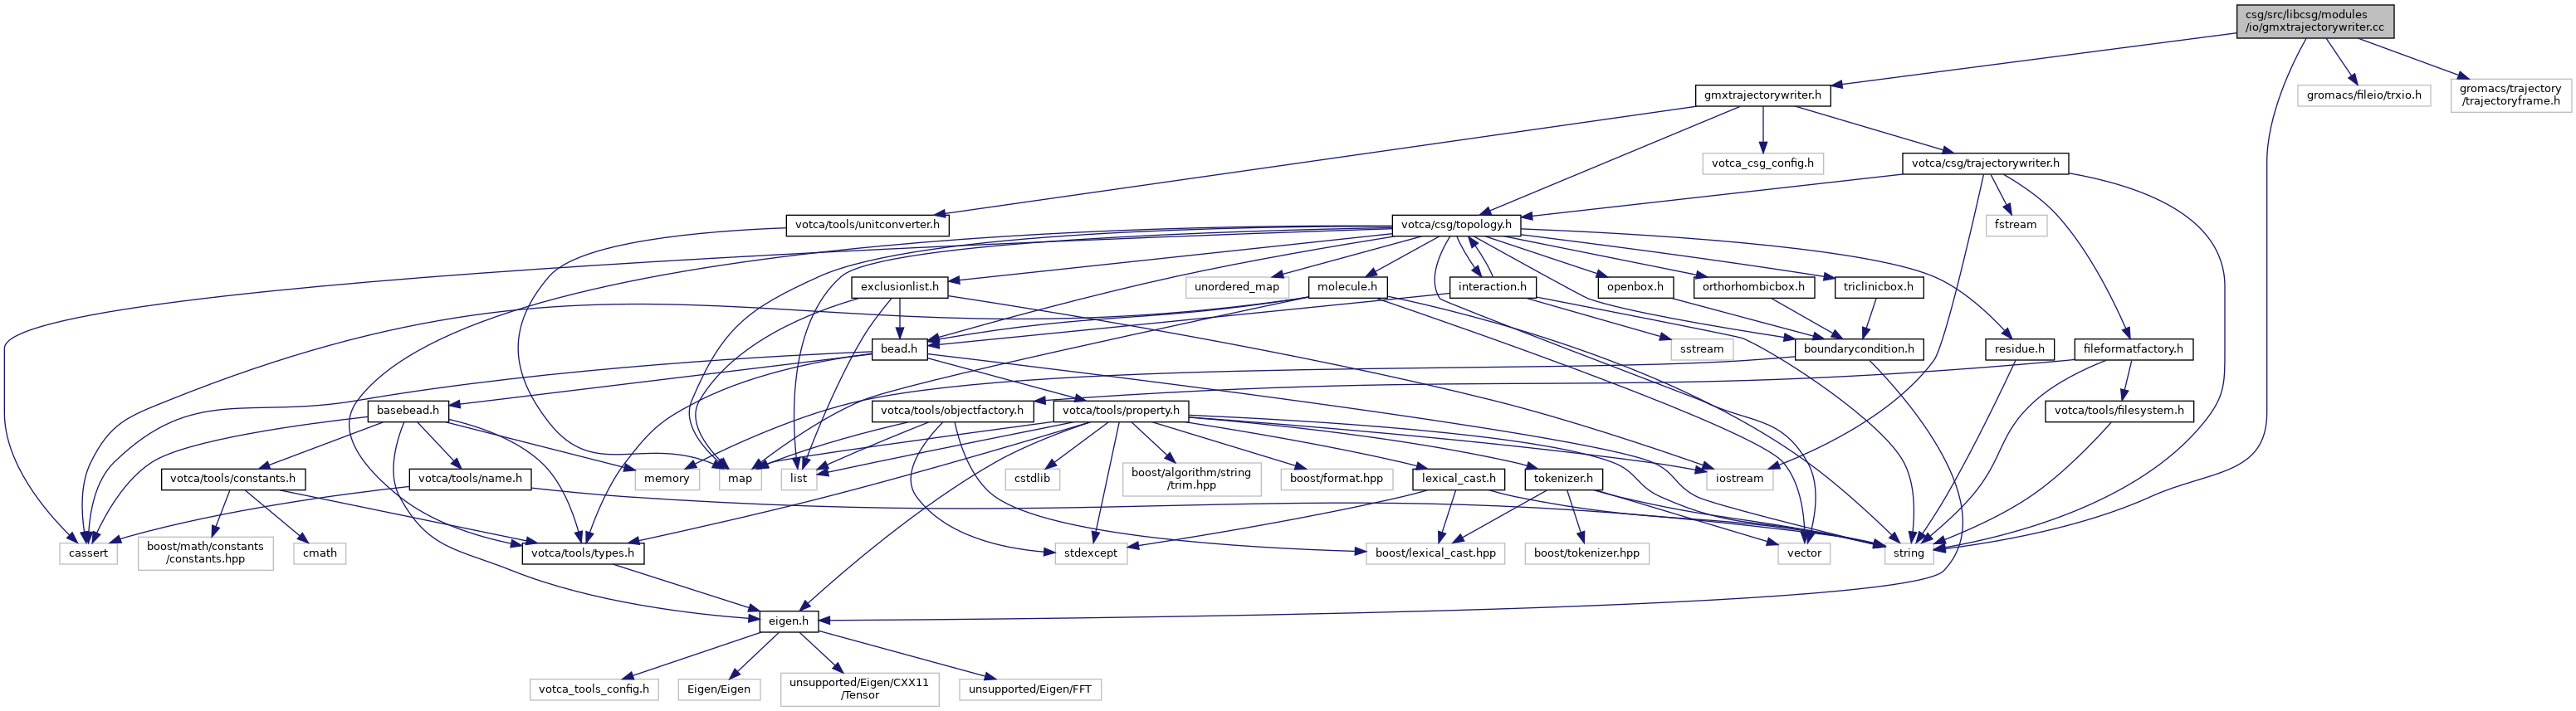 csg/src/libcsg/modules
/io/gmxtrajectorywriter.cc
gmxtrajectorywriter.h
gromacs/fileio/trxio.h
gromacs/trajectory
/trajectoryframe.h
votca_csg_config.h
votca/csg/trajectorywriter.h
votca/tools/unitconverter.h
votca/csg/topology.h
fstream
exclusionlist.h
unordered_map
molecule.h
interaction.h
openbox.h
orthorhombicbox.h
triclinicbox.h
bead.h
sstream
boundarycondition.h
residue.h
fileformatfactory.h
basebead.h
votca/tools/objectfactory.h
votca/tools/property.h
votca/tools/filesystem.h
votca/tools/constants.h
votca/tools/name.h
memory
map
list
cstdlib
boost/algorithm/string
/trim.hpp
boost/format.hpp
lexical_cast.h
tokenizer.h
iostream
cassert
boost/math/constants
/constants.hpp
cmath
votca/tools/types.h
stdexcept
boost/lexical_cast.hpp
boost/tokenizer.hpp
vector
string
eigen.h
votca_tools_config.h
Eigen/Eigen
unsupported/Eigen/CXX11
/Tensor
unsupported/Eigen/FFT